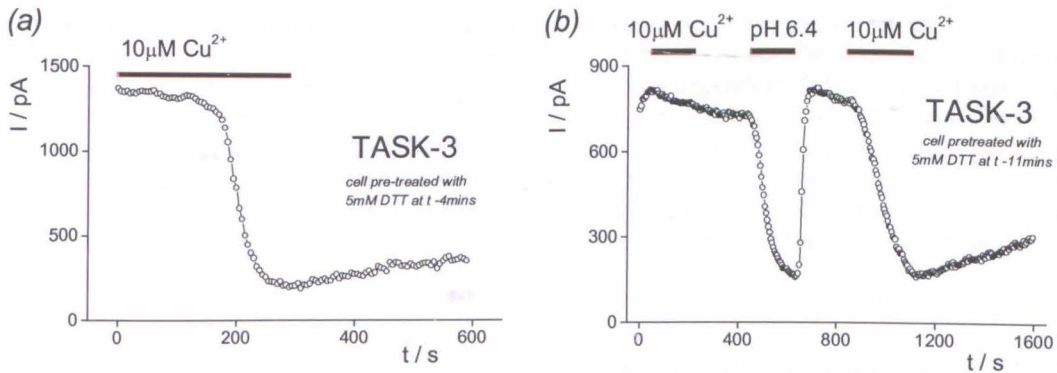 (a)
10μM Cu²⁺
1500
1000
500
0
I / pA
TASK-3
cell pre-treated with
5mM DTT at t -4mins
0 200 400 600
t / s
(b)
10μM Cu²⁺ pH 6.4 10μM Cu²⁺
900
600
300
0
I / pA
TASK-3
cell pretreated with
5mM DTT at t -11mins
0 400 800 1200 1600
t / s